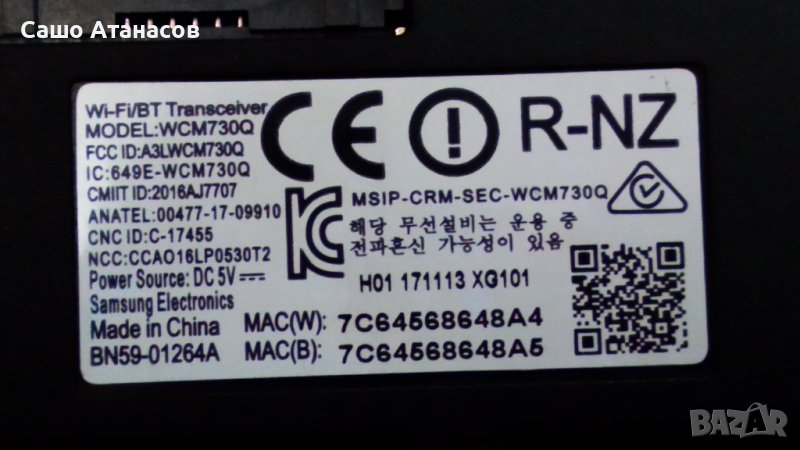 Сашо Атанасов
Wi-Fi/BT Transceiver
MODEL:WCM730Q
FCC ID:A3LWCM730Q
IC:649E-WCM730Q
CMIIT ID:2016AJ7707
ANATEL:00477-17-09910
CNC ID:C-17455
NCC:CCAO16LP0530T2
Power Source: DC 5V
Samsung Electronics
Made in China
BN59-01264A
CE
R-NZ
MSIP-CRM-SEC-WCM730Q
해당 무선설비는 운용 중
전파혼신 가능성이 있음
H01 171113 XG101
MAC(W): 7C64568648A4
MAC(B): 7C64568648A5
BAZAR